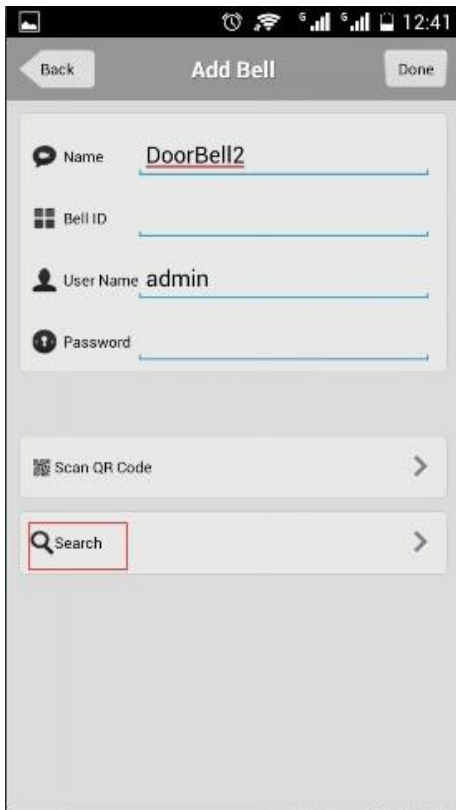 G G 12:41
Back Add Bell Done
Name DoorBell2
Bell ID
User Name admin
Password
Scan QR Code
Search